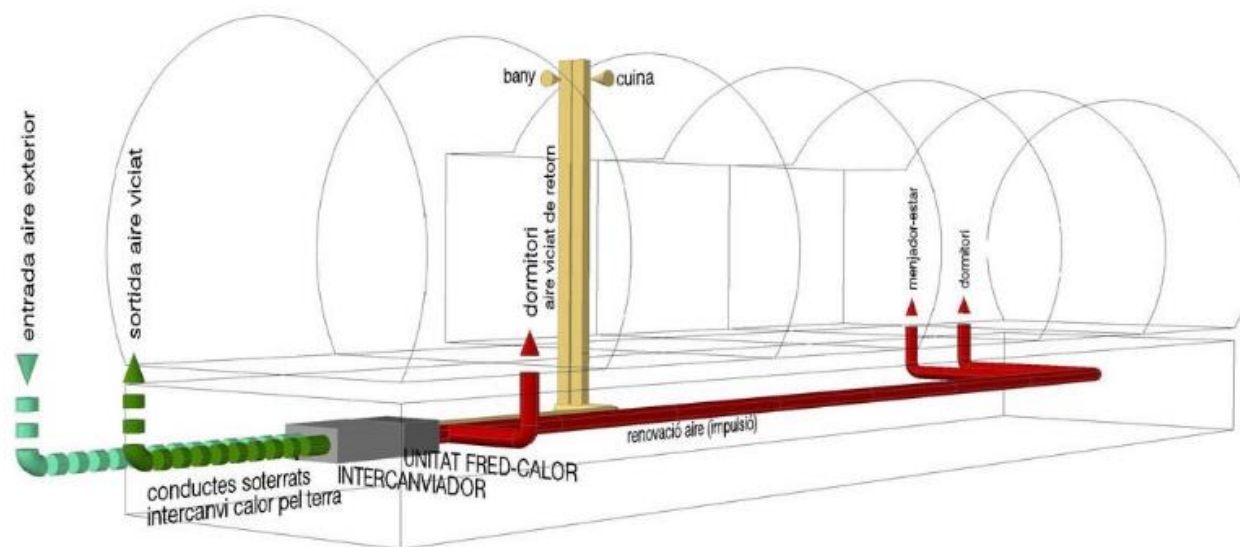 entrada aire exterior
sortida aire viciat
bany
cuina
dormitori
aire viciat de retorn
menjador-estar
dormitori
renovació aire (impulsió)
UNITAT FRED-CALOR
INTERCANVIADOR
conductes soterrats
intercanvi calor pel terra